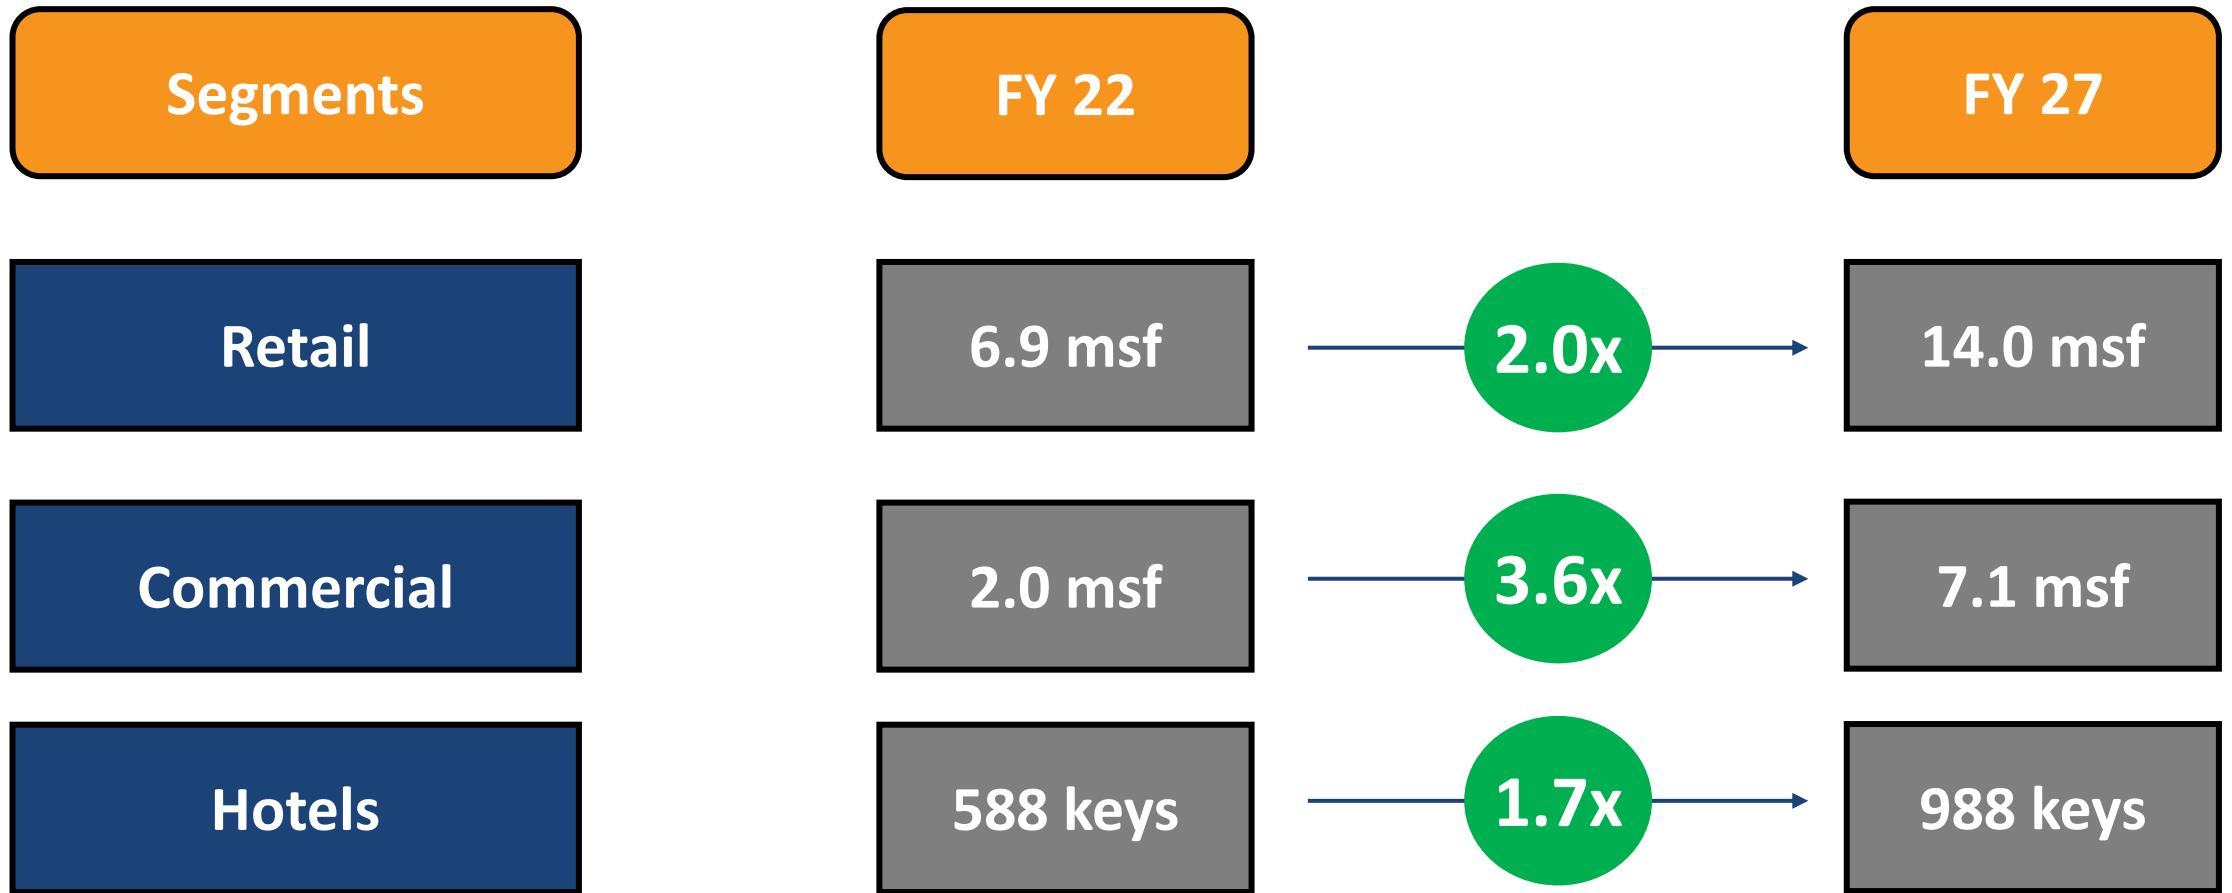 Segments
FY 22
FY 27
Retail
6.9 msf
2.0x
14.0 msf
Commercial
2.0 msf
3.6x
7.1 msf
Hotels
588 keys
1.7x
988 keys